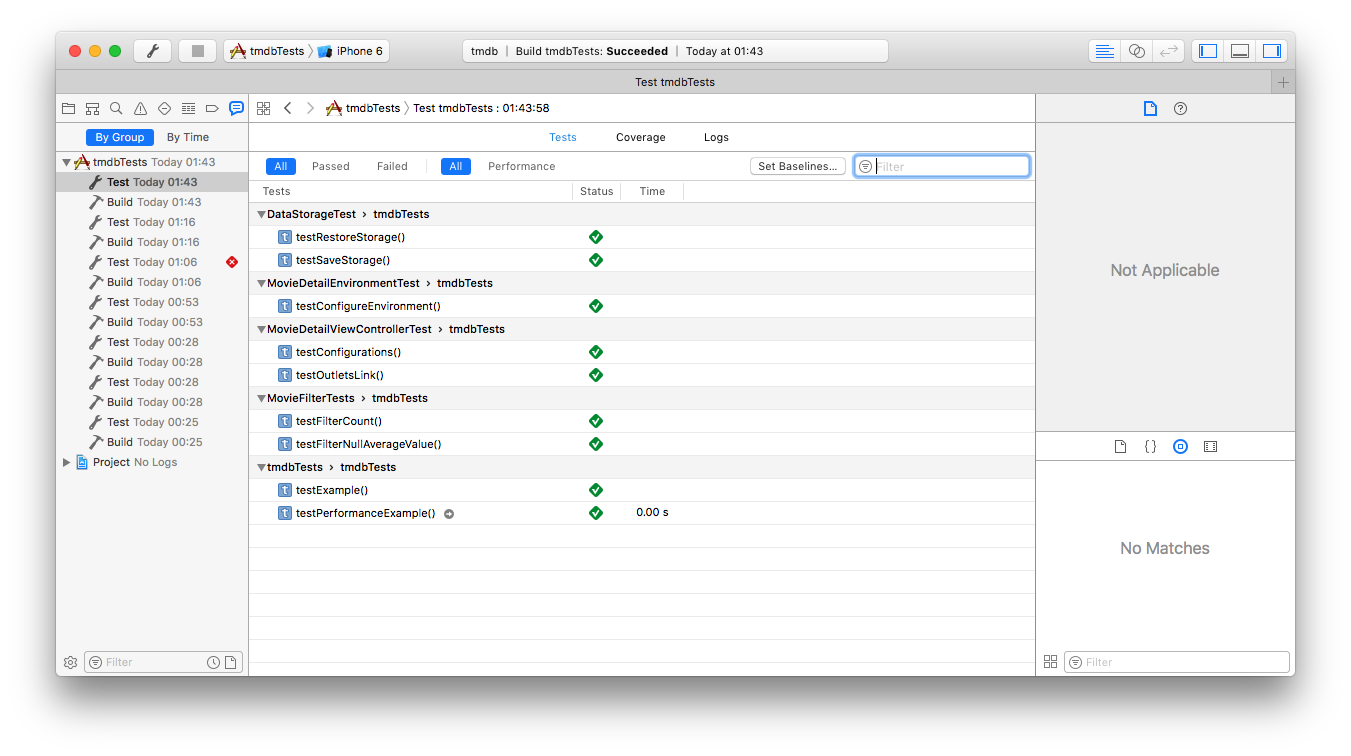 tmdbTests iPhone 6
tmdb | Build tmdbTests: Succeeded | Today at 01:43
Test tmdbTests
tmdbTests Test tmdbTests : 01:43:58
By Group By Time
Tests Coverage Logs
tmdbTests Today 01:43
Test Today 01:43
Build Today 01:43
Test Today 01:16
Build Today 01:16
Test Today 01:06
Build Today 01:06
Test Today 00:53
Build Today 00:53
Test Today 00:28
Build Today 00:28
Test Today 00:28
Build Today 00:28
Test Today 00:25
Build Today 00:25
Project No Logs
Filter
All Passed Failed All Performance Set Baselines... Filter
Tests Status Time
DataStorageTest › tmdbTests
t testRestoreStorage()
t testSaveStorage()
MovieDetailEnvironmentTest › tmdbTests
t testConfigureEnvironment()
MovieDetailViewControllerTest › tmdbTests
t testConfigurations()
t testOutletsLink()
MovieFilterTests › tmdbTests
t testFilterCount()
t testFilterNullAverageValue()
tmdbTests › tmdbTests
t testExample()
t testPerformanceExample() 0.00 s
Not Applicable
{}
No Matches
Filter